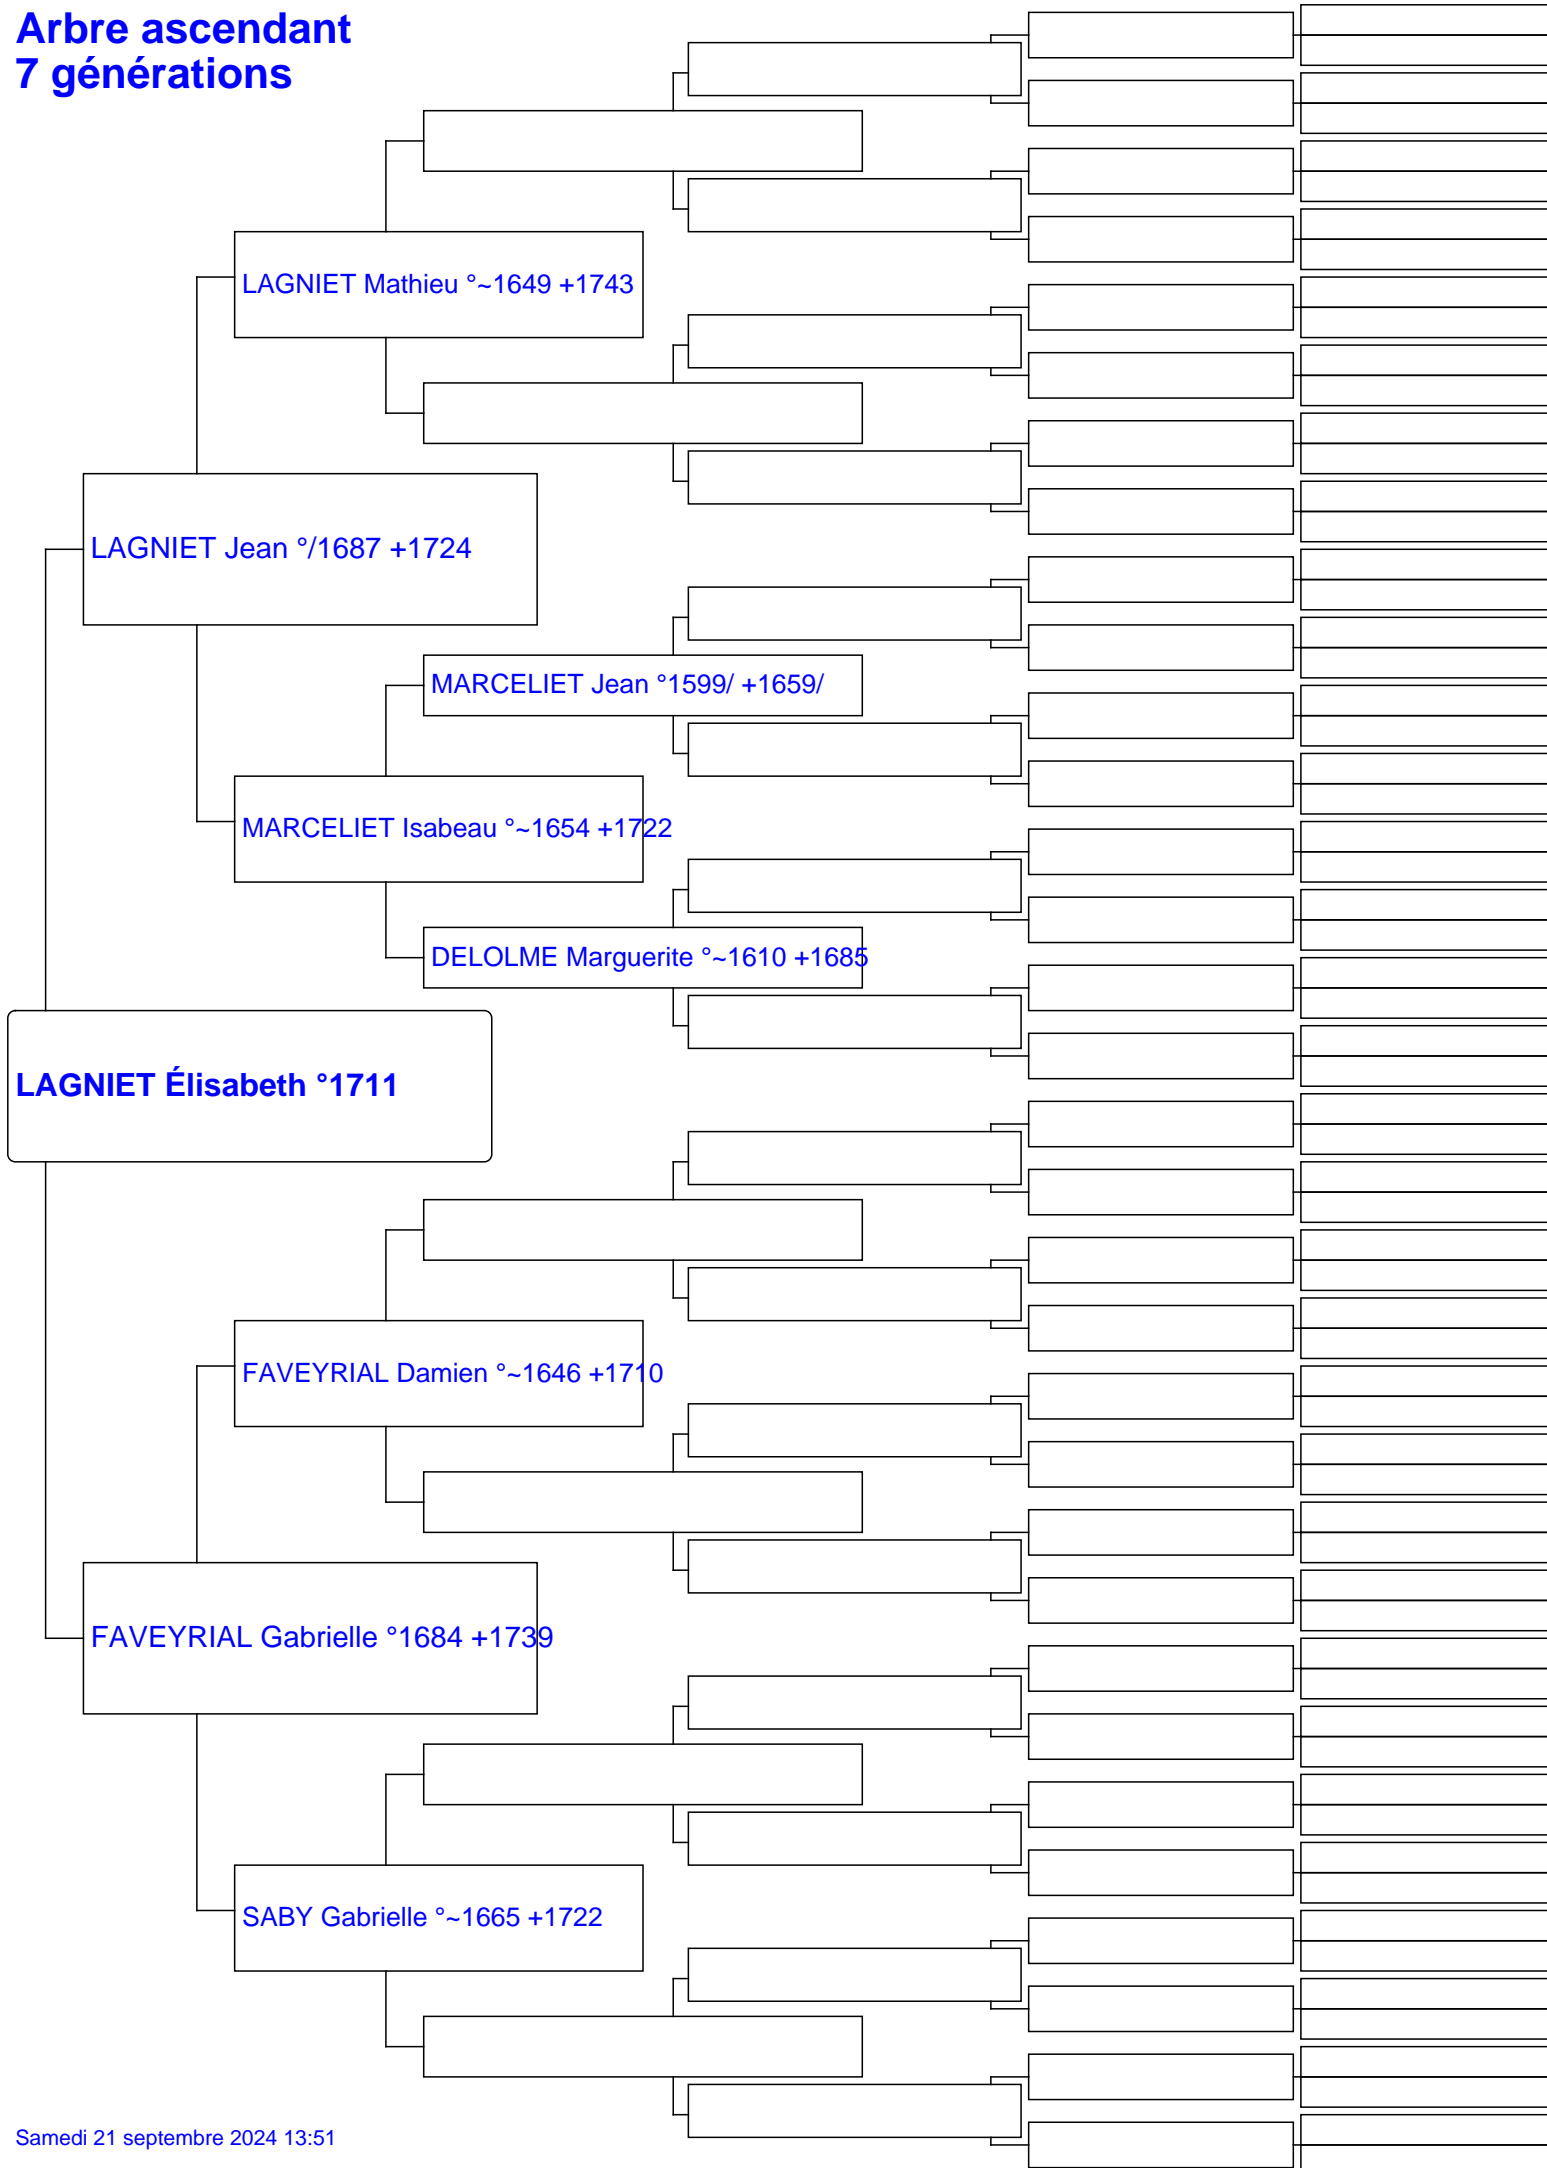 Arbre ascendant
7 générations
LAGNIET Mathieu °~1649 +1743
LAGNIET Jean °/1687 +1724
MARCELIET Jean °1599/ +1659/
MARCELIET Isabeau °~1654 +1722
DELOLME Marguerite °~1610 +1685
LAGNIET Élisabeth °1711
FAVEYRIAL Damien °~1646 +1710
FAVEYRIAL Gabrielle °1684 +1739
SABY Gabrielle °~1665 +1722
Samedi 21 septembre 2024 13:51